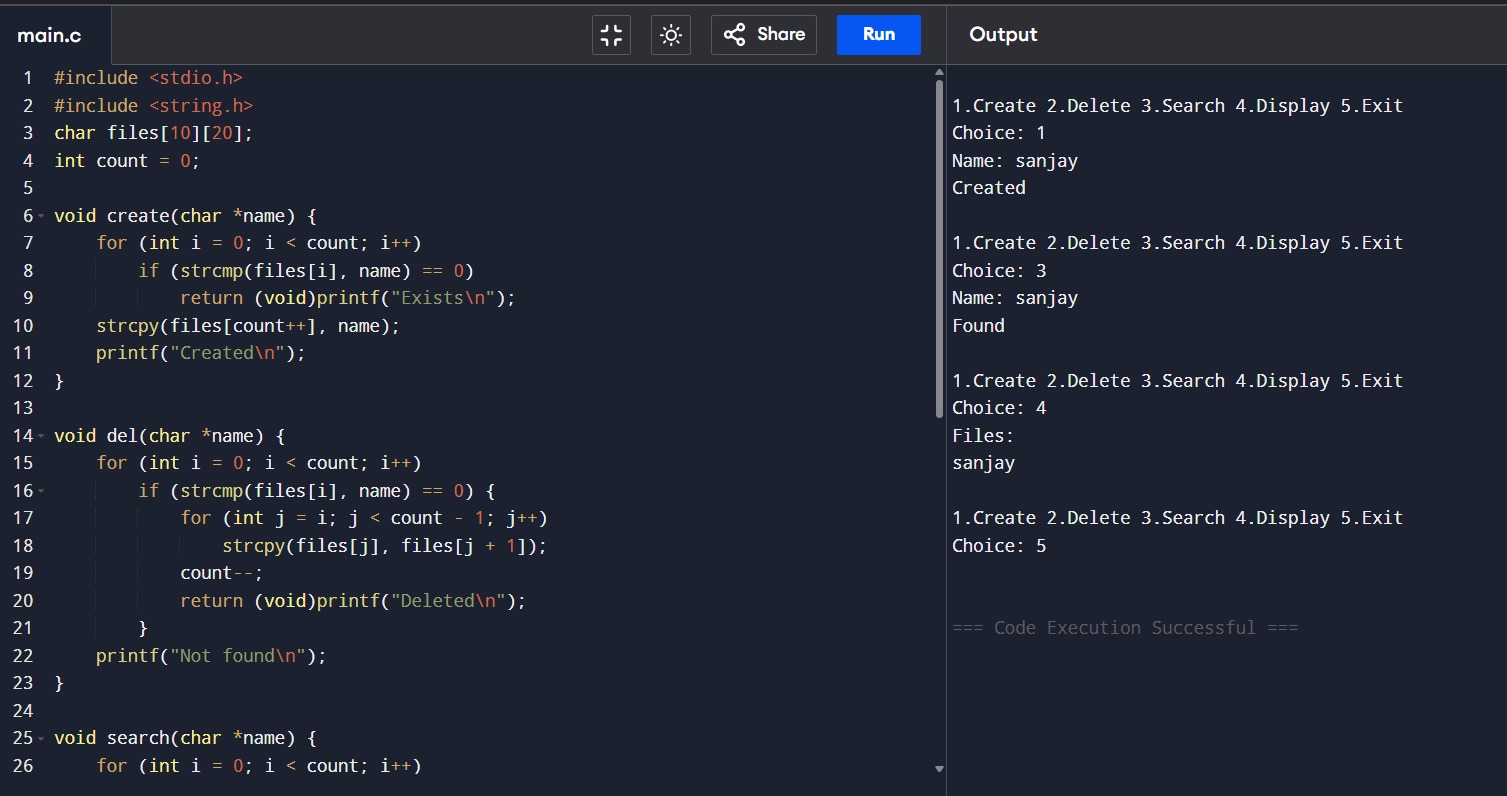 main.c
Share
Run
Output
1 #include <stdio.h>
2 #include <string.h>
3 char files[10][20];
4 int count = 0;
5
6 void create(char *name) {
7     for (int i = 0; i < count; i++)
8         if (strcmp(files[i], name) == 0)
9             return (void)printf("Exists\n");
10     strcpy(files[count++], name);
11     printf("Created\n");
12 }
13
14 void del(char *name) {
15     for (int i = 0; i < count; i++)
16         if (strcmp(files[i], name) == 0) {
17             for (int j = i; j < count - 1; j++)
18                 strcpy(files[j], files[j + 1]);
19             count--;
20             return (void)printf("Deleted\n");
21         }
22     printf("Not found\n");
23 }
24
25 void search(char *name) {
26     for (int i = 0; i < count; i++)
1.Create 2.Delete 3.Search 4.Display 5.Exit
Choice: 1
Name: sanjay
Created
1.Create 2.Delete 3.Search 4.Display 5.Exit
Choice: 3
Name: sanjay
Found
1.Create 2.Delete 3.Search 4.Display 5.Exit
Choice: 4
Files:
sanjay
1.Create 2.Delete 3.Search 4.Display 5.Exit
Choice: 5
=== Code Execution Successful ===